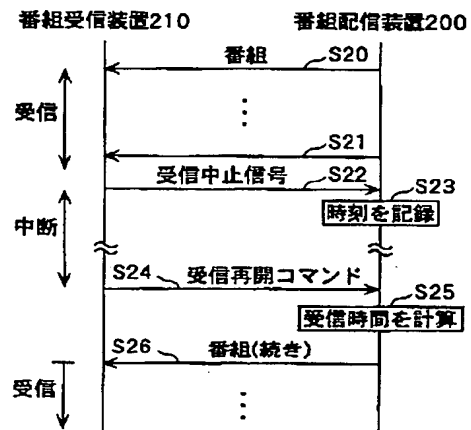 番組受信装置210
番組配信装置200
番組
S20
受信
S21
受信中止信号
S22
S23
時刻を記録
中断
S24
受信再開コマンド
S25
受信時間を計算
S26
番組(続き)
受信